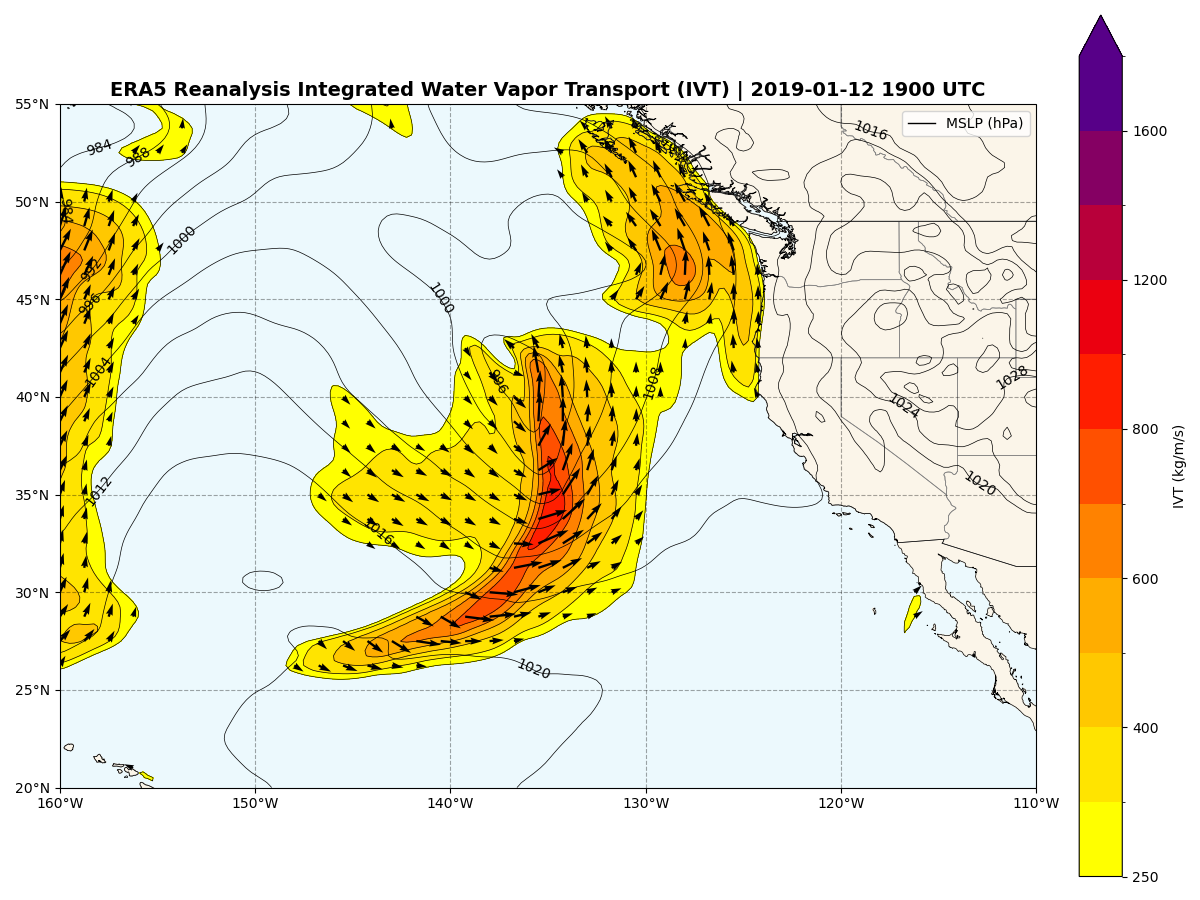 ERA5 Reanalysis Integrated Water Vapor Transport (IVT) | 2019-01-12 1900 UTC
MSLP (hPa)
55°N
50°N
45°N
40°N
35°N
30°N
25°N
20°N
160°W
150°W
140°W
130°W
120°W
110°W
984
988
1000
992
996
1004
1012
1000
996
1008
1016
1020
1016
1024
1028
1020
1600
1200
800
600
400
250
IVT (kg/m/s)